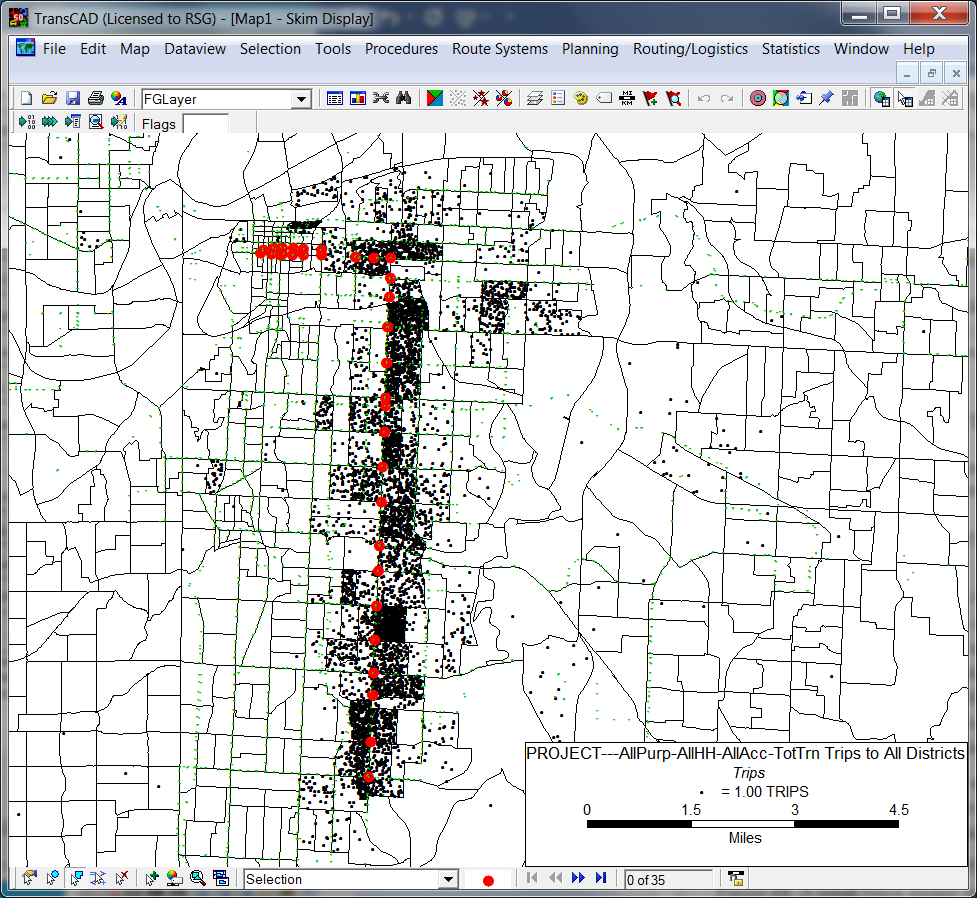 TransCAD (Licensed to RSG) - [Map1 - Skim Display]
File Edit Map Dataview Selection Tools Procedures Route Systems Planning Routing/Logistics Statistics Window Help
FGLayer
MI
KM
Flags
PROJECT---AllPurp-AllHH-AllAcc-TotTrn Trips to All Districts
Trips
= 1.00 TRIPS
0 1.5 3 4.5
Miles
Selection
0 of 35